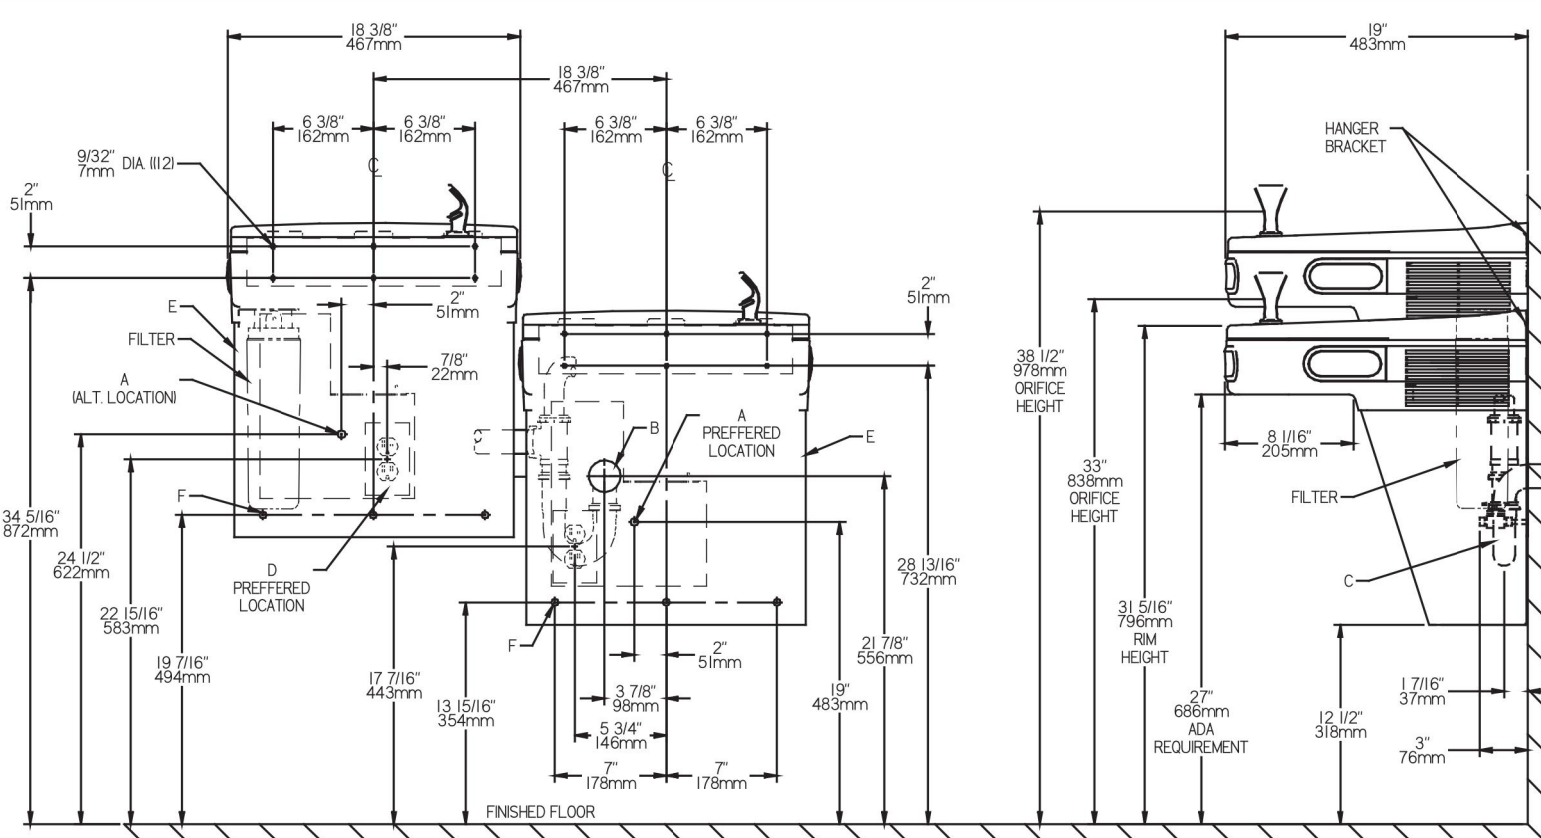 18 3/8"
467mm
18 3/8"
467mm
6 3/8"
162mm
6 3/8"
162mm
6 3/8"
162mm
6 3/8"
162mm
9/32"
7mm DIA. (112)
℄
℄
2"
51mm
2"
51mm
2"
51mm
E
FILTER
7/8"
22mm
A
(ALT. LOCATION)
B
A
PREFFERED
LOCATION
E
F
34 5/16"
872mm
24 1/2"
622mm
D
PREFFERED
LOCATION
28 13/16"
732mm
22 15/16"
583mm
F
21 7/8"
556mm
19 7/16"
494mm
17 7/16"
443mm
2"
51mm
3 7/8"
98mm
19"
483mm
13 15/16"
354mm
5 3/4"
146mm
7"
178mm
7"
178mm
FINISHED FLOOR
19"
483mm
HANGER
BRACKET
38 1/2"
978mm
ORIFICE
HEIGHT
8 1/16"
205mm
33"
838mm
ORIFICE
HEIGHT
FILTER
C
31 5/16"
796mm
RIM
HEIGHT
27"
686mm
ADA
REQUIREMENT
1 7/16"
37mm
12 1/2"
318mm
3"
76mm